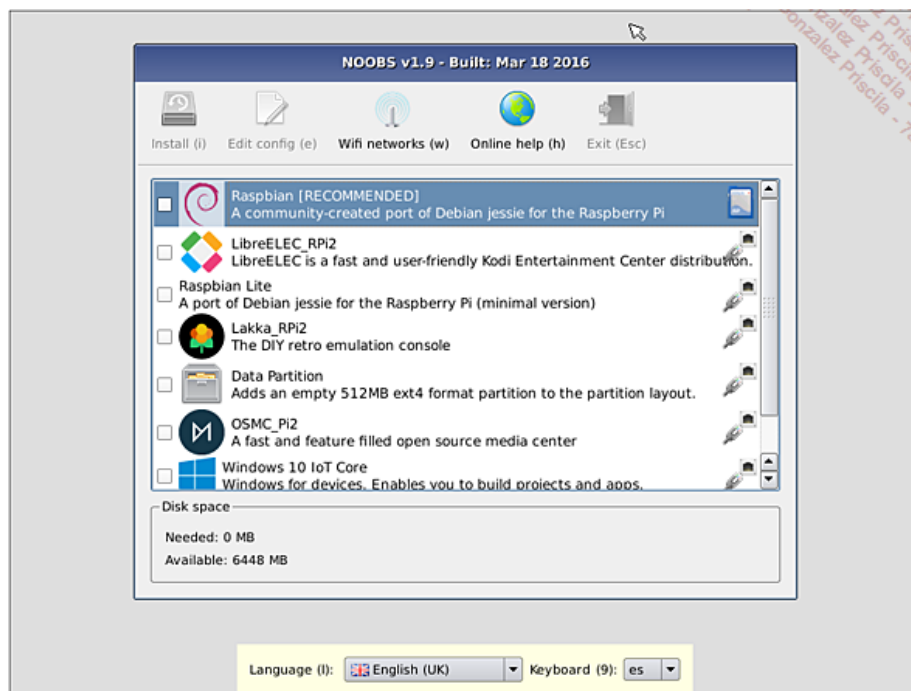 NOOBS v1.9 - Built: Mar 18 2016
Install (i) Edit config (e) Wifi networks (w) Online help (h) Exit (Esc)
Raspbian [RECOMMENDED]
A community-created port of Debian jessie for the Raspberry Pi
LibreELEC_RPi2
LibreELEC is a fast and user-friendly Kodi Entertainment Center distribution.
Raspbian Lite
A port of Debian jessie for the Raspberry Pi (minimal version)
Lakka_RPi2
The DIY retro emulation console
Data Partition
Adds an empty 512MB ext4 format partition to the partition layout.
OSMC_Pi2
A fast and feature filled open source media center
Windows 10 IoT Core
Windows for devices. Enables you to build projects and apps.
Disk space
Needed: 0 MB
Available: 6448 MB
Language (l): English (UK) Keyboard (9): es
Gonzalez Priscila -